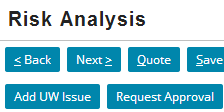 Risk Analysis
< Back Next > Quote Save
Add UW Issue Request Approval